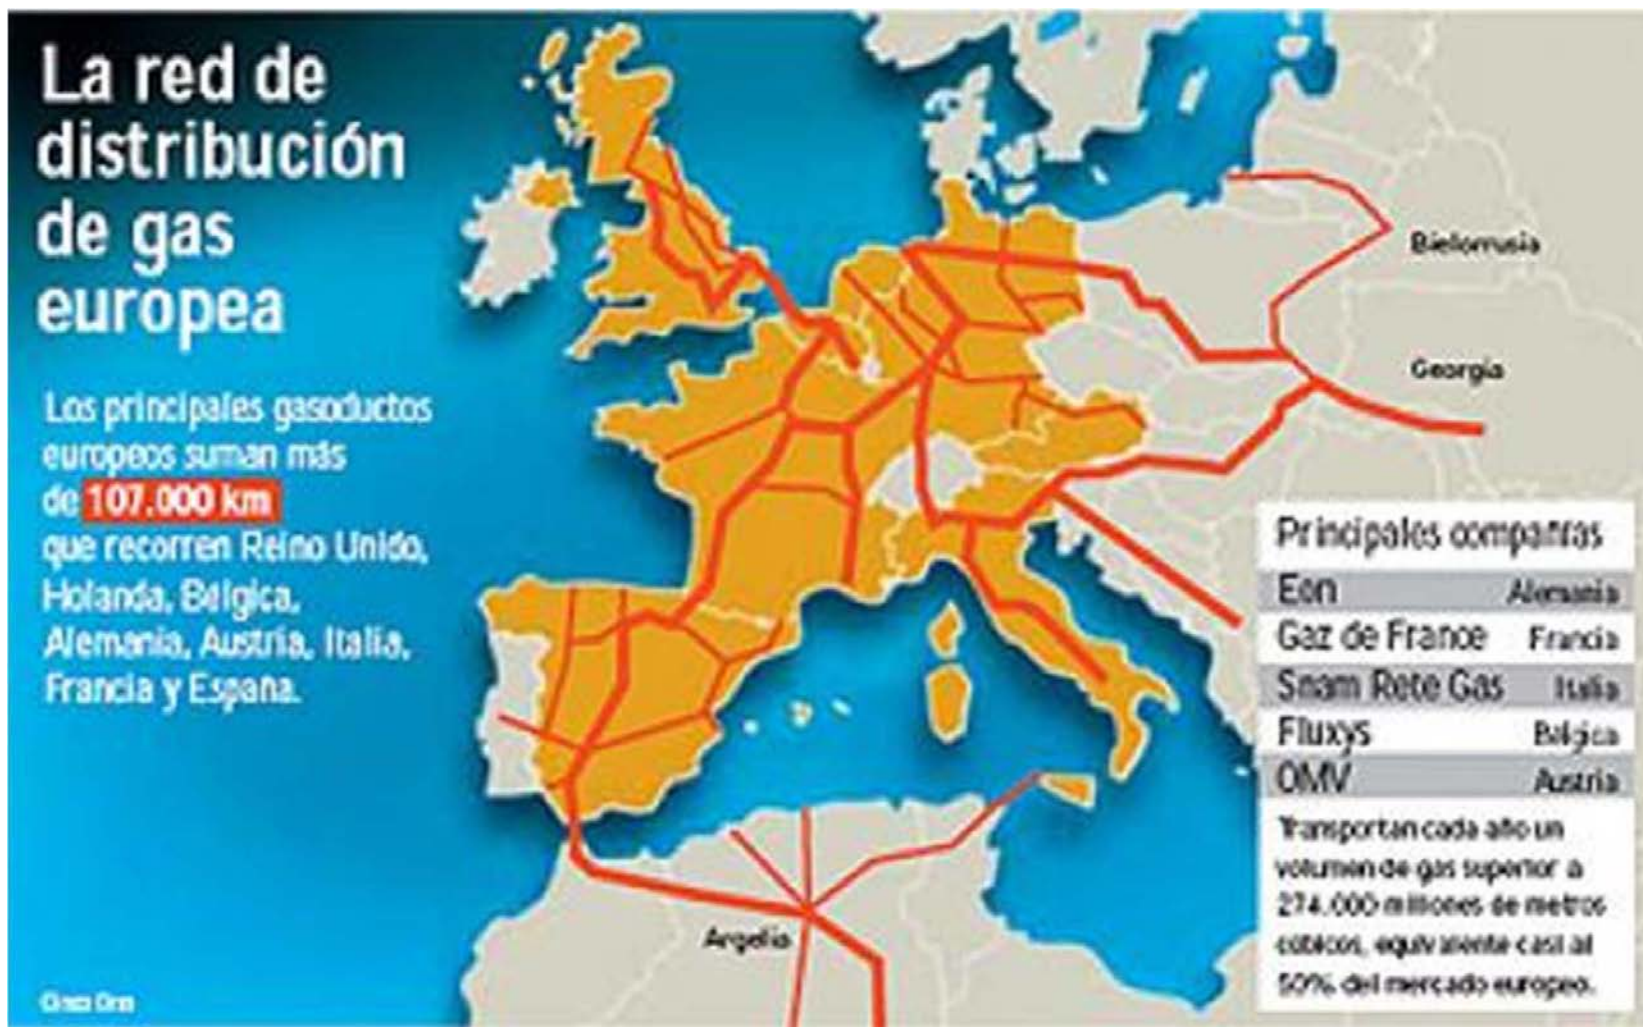 La red de
distribución
de gas
europea
Los principales gasoductos
europeos suman más
de 107.000 km
que recorren Reino Unido,
Holanda, Bélgica,
Alemania, Austria, Italia,
Francia y España.
Bielorrusia
Georgia
Argelia
Principales compañías
Eon Alemania
Gaz de France Francia
Snam Rete Gas Italia
Fluxys Bélgica
OMV Austria
Transportan cada año un
volumen de gas superior a
274.000 millones de metros
cúbicos, equivalente casi al
50% del mercado europeo.